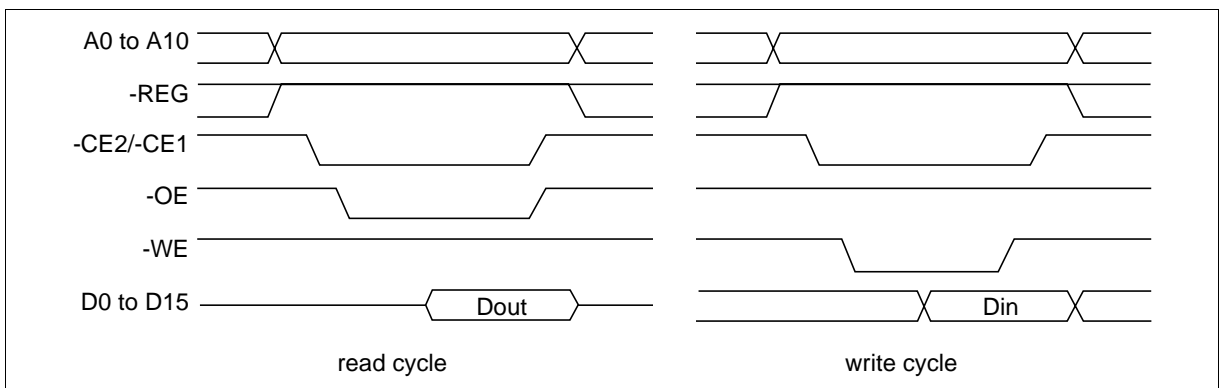 A0 to A10
-REG
-CE2/-CE1
-OE
-WE
D0 to D15
Dout
Din
read cycle
write cycle